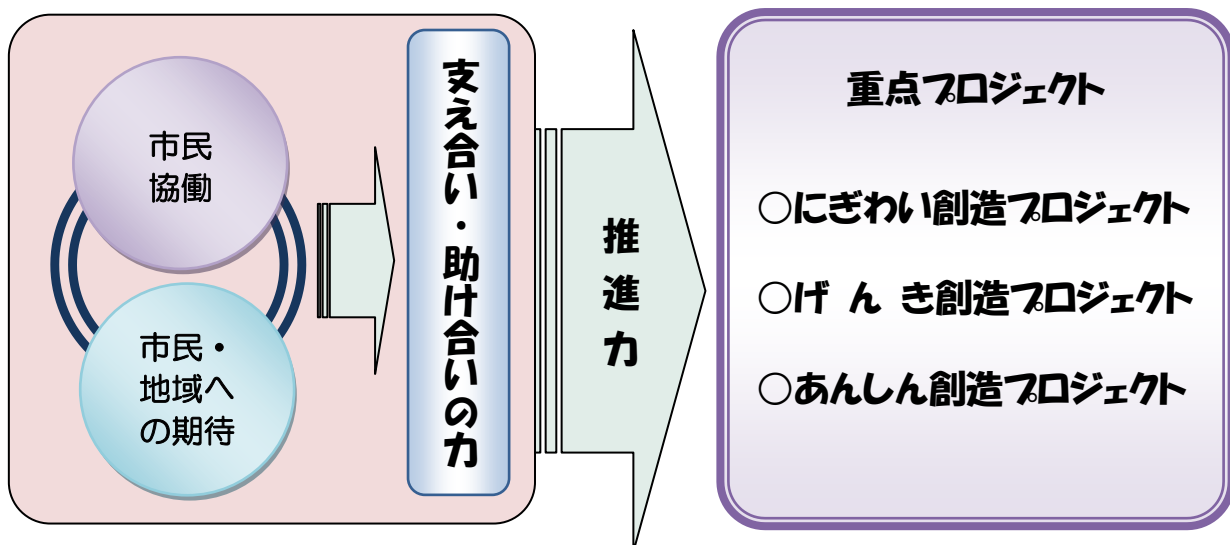 市民
協働
市民・
地域へ
の期待
支え合い・助け合いの力
推進力
重点プロジェクト
○にぎわい創造プロジェクト
○げ ん き創造プロジェクト
○あんしん創造プロジェクト